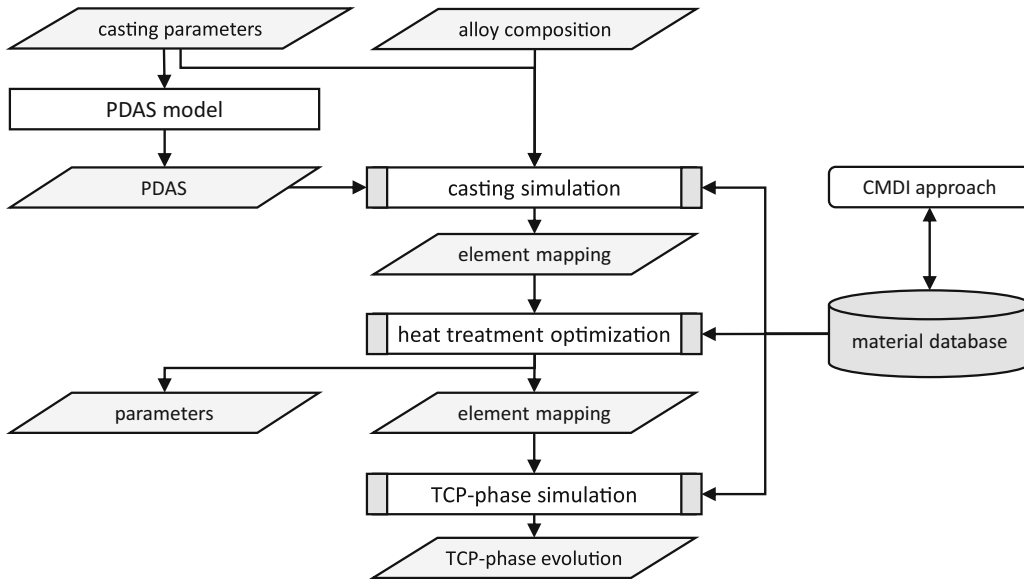 casting parameters
alloy composition
PDAS model
PDAS
casting simulation
CMDI approach
element mapping
heat treatment optimization
material database
parameters
element mapping
TCP-phase simulation
TCP-phase evolution